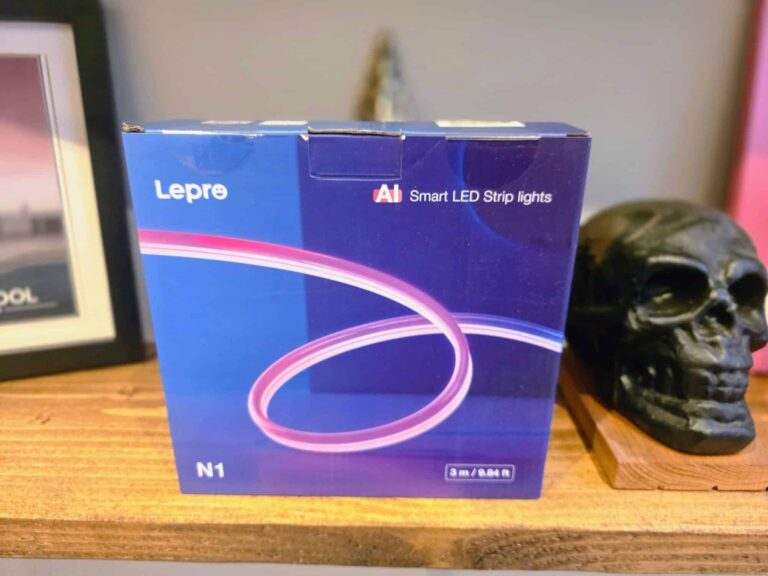 Lepro
AI Smart LED Strip lights
OOL
N1
3 m / 9.84 ft